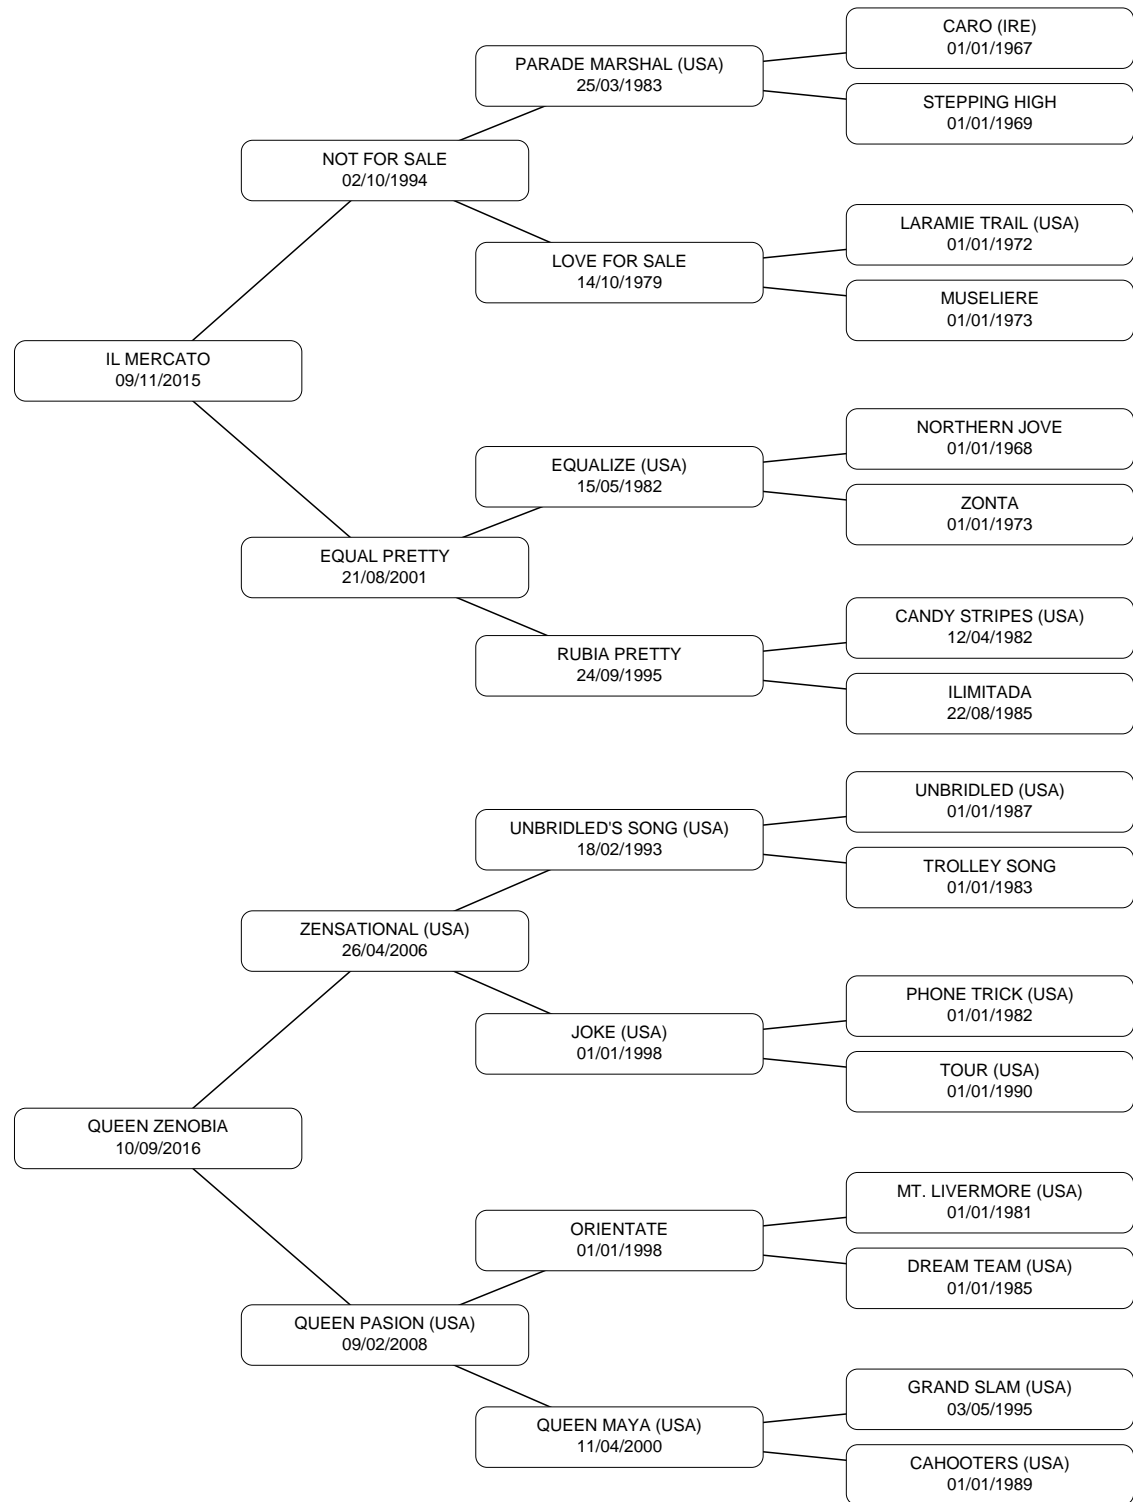 CARO (IRE)
01/01/1967
PARADE MARSHAL (USA)
25/03/1983
STEPPING HIGH
01/01/1969
NOT FOR SALE
02/10/1994
LARAMIE TRAIL (USA)
01/01/1972
LOVE FOR SALE
14/10/1979
MUSELIERE
01/01/1973
IL MERCATO
09/11/2015
NORTHERN JOVE
01/01/1968
EQUALIZE (USA)
15/05/1982
ZONTA
01/01/1973
EQUAL PRETTY
21/08/2001
CANDY STRIPES (USA)
12/04/1982
RUBIA PRETTY
24/09/1995
ILIMITADA
22/08/1985
UNBRIDLED (USA)
01/01/1987
UNBRIDLED'S SONG (USA)
18/02/1993
TROLLEY SONG
01/01/1983
ZENSATIONAL (USA)
26/04/2006
PHONE TRICK (USA)
01/01/1982
JOKE (USA)
01/01/1998
TOUR (USA)
01/01/1990
QUEEN ZENOBIA
10/09/2016
MT. LIVERMORE (USA)
01/01/1981
ORIENTATE
01/01/1998
DREAM TEAM (USA)
01/01/1985
QUEEN PASION (USA)
09/02/2008
GRAND SLAM (USA)
03/05/1995
QUEEN MAYA (USA)
11/04/2000
CAHOOTERS (USA)
01/01/1989